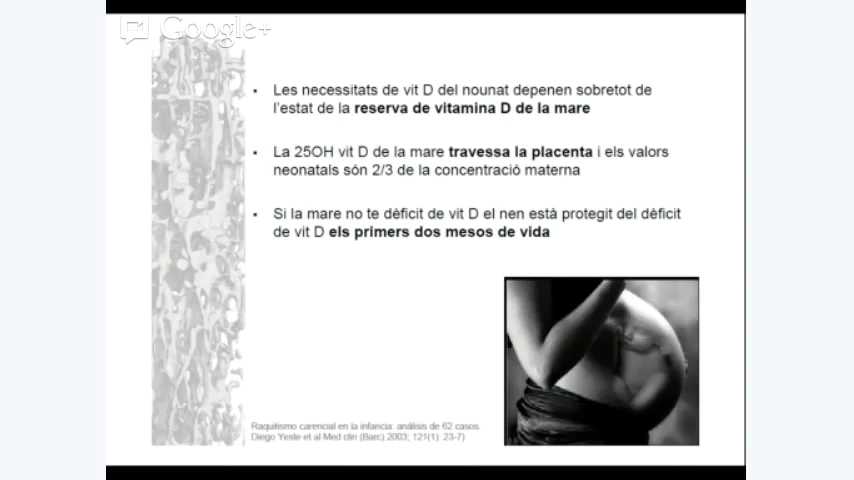 Google+
Les necessitats de vit D del nounat depenen sobretot de
l'estat de la reserva de vitamina D de la mare
La 25OH vit D de la mare travessa la placenta i els valors
neonatals són 2/3 de la concentració materna
Si la mare no te dèficit de vit D el nen està protegit del dèficit
de vit D els primers dos mesos de vida
Raquitismo carencial en la infancia: análisis de 62 casos.
Diego Yeste et al Med clin (Barc) 2003; 121(1): 23-7)